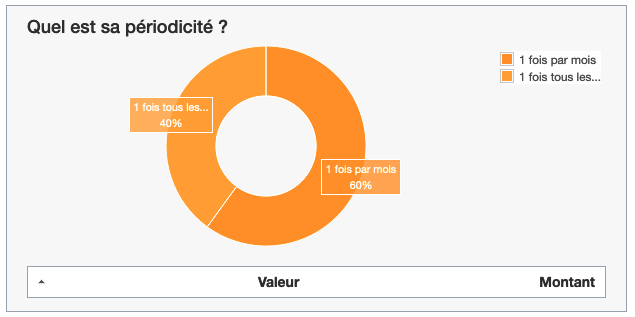 Quel est sa périodicité ?
1 fois par mois
1 fois tous les...
1 fois tous les...
40%
1 fois par mois
60%
Valeur Montant